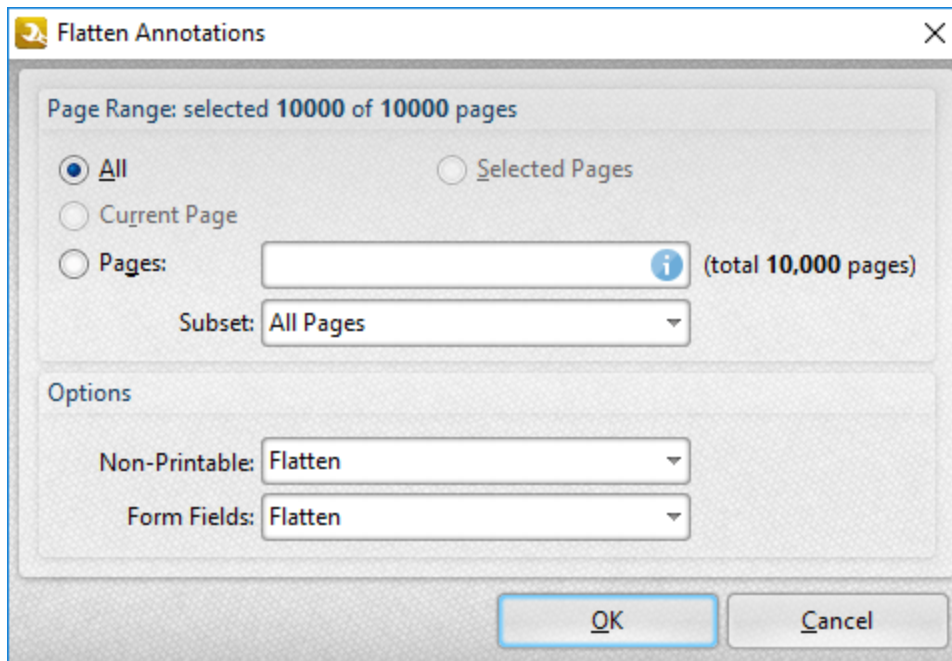 Flatten Annotations
Page Range: selected 10000 of 10000 pages
All Selected Pages
Current Page
Pages: (total 10,000 pages)
Subset: All Pages
Options
Non-Printable: Flatten
Form Fields: Flatten
OK Cancel